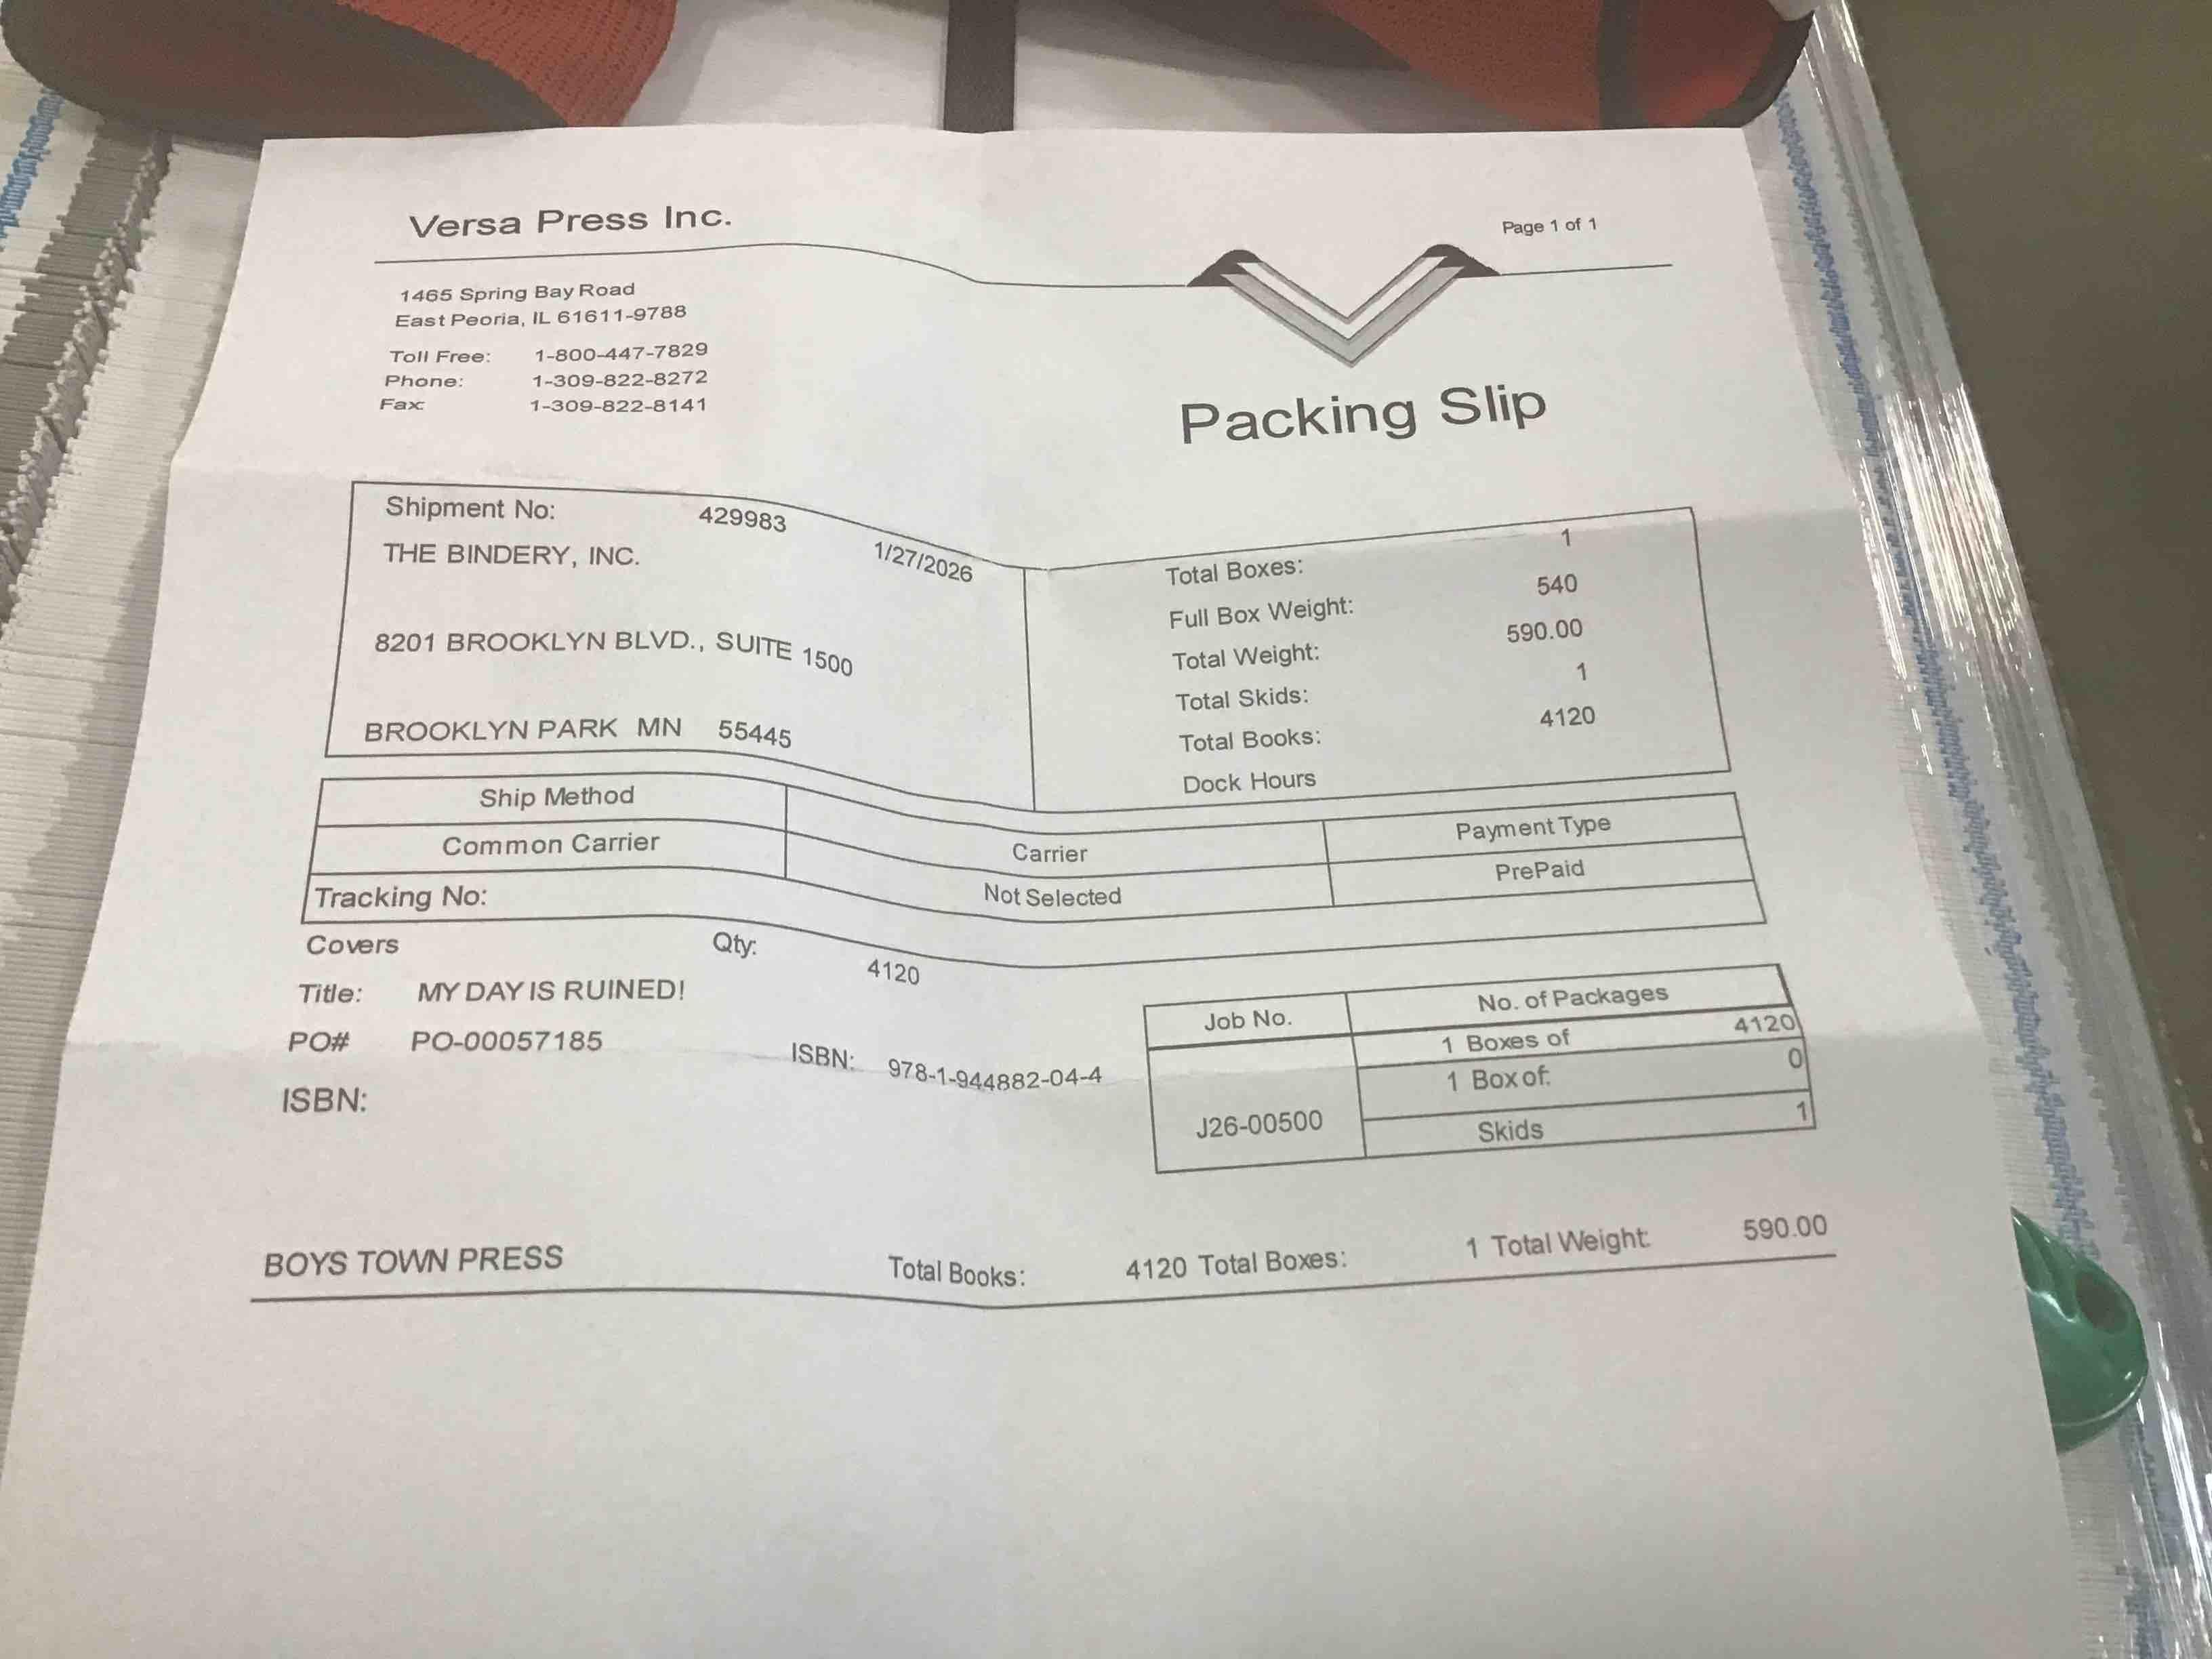 Versa Press Inc.
Page 1 of 1
1465 Spring Bay Road
East Peoria, IL 61611-9788
Toll Free: 1-800-447-7829
Phone: 1-309-822-8272
Fax: 1-309-822-8141
Packing Slip
Shipment No: 429983 1/27/2026
THE BINDERY, INC.
8201 BROOKLYN BLVD., SUITE 1500
BROOKLYN PARK MN 55445
Total Boxes: 1
Full Box Weight: 540
Total Weight: 590.00
Total Skids: 1
Total Books: 4120
Dock Hours
Ship Method Carrier Payment Type
Common Carrier Not Selected PrePaid
Tracking No:
Covers Qty: 4120
Title: MY DAY IS RUINED!
PO# PO-00057185 ISBN: 978-1-944882-04-4
ISBN:
Job No. No. of Packages
J26-00500
1 Boxes of 4120
1 Box of: 0
Skids 1
BOYS TOWN PRESS Total Books: 4120 Total Boxes: 1 Total Weight: 590.00